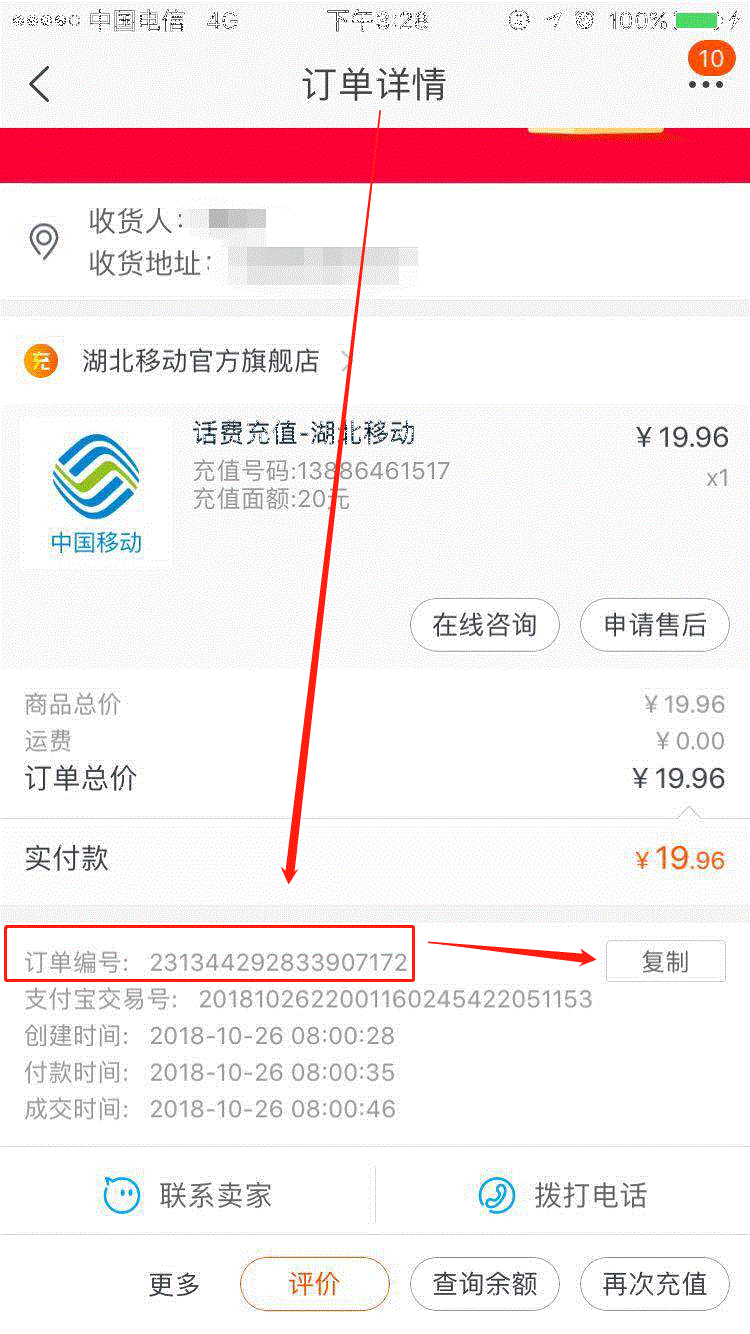 中国电信 4G 下午3:28 100%
10
订单详情
收货人：
收货地址：
充 湖北移动官方旗舰店
话费充值-湖北移动 ￥19.96
充值号码:13886461517 x1
充值面额:20元
中国移动
在线咨询 申请售后
商品总价 ￥19.96
运费 ￥0.00
订单总价 ￥19.96
实付款 ￥19.96
订单编号: 231344292833907172 复制
支付宝交易号: 2018102622001160245422051153
创建时间: 2018-10-26 08:00:28
付款时间: 2018-10-26 08:00:35
成交时间: 2018-10-26 08:00:46
联系卖家 拨打电话
更多 评价 查询余额 再次充值